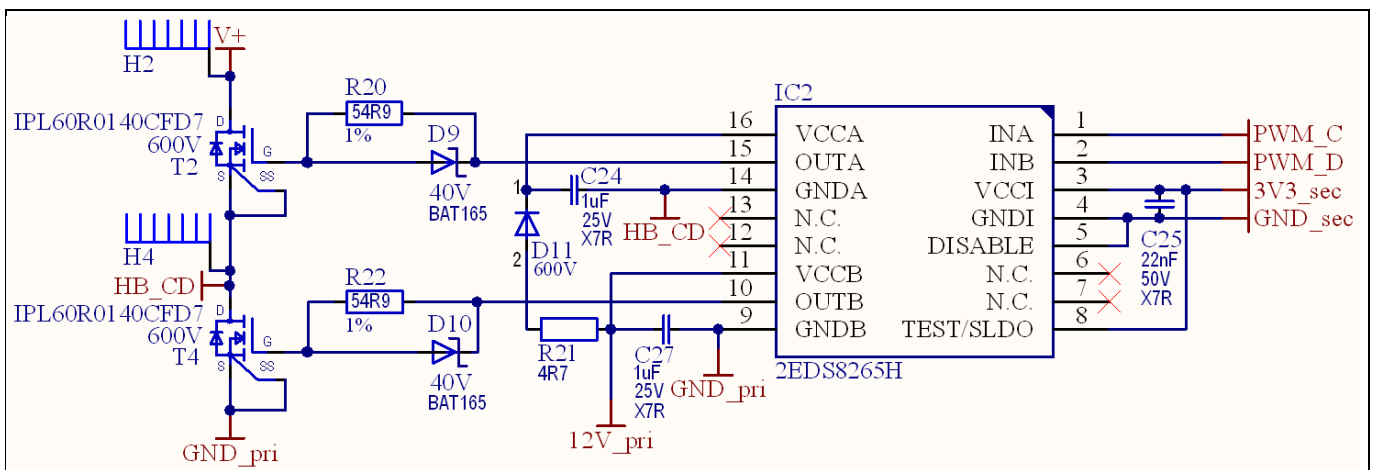 V+
H2
IPL60R0140CFD7
600V
T2
D
G
S
SS
R20
54R9
1%
D9
40V
BAT165
H4
HB_CD
IPL60R0140CFD7
600V
T4
D
G
S
SS
GND_pri
R22
54R9
1%
D10
40V
BAT165
1
D11
600V
2
C24
1uF
25V
X7R
HB_CD
R21
4R7
C27
1uF
25V
X7R
GND_pri
12V_pri
IC2
16 VCCA INA 1 PWM_C
15 OUTA INB 2 PWM_D
14 GNDA VCCI 3 3V3_sec
13 N.C. GNDI 4 GND_sec
12 N.C. DISABLE 5
11 VCCB N.C. 6
10 OUTB N.C. 7
9 GNDB TEST/SLDO 8
2EDS8265H
C25
22nF
50V
X7R